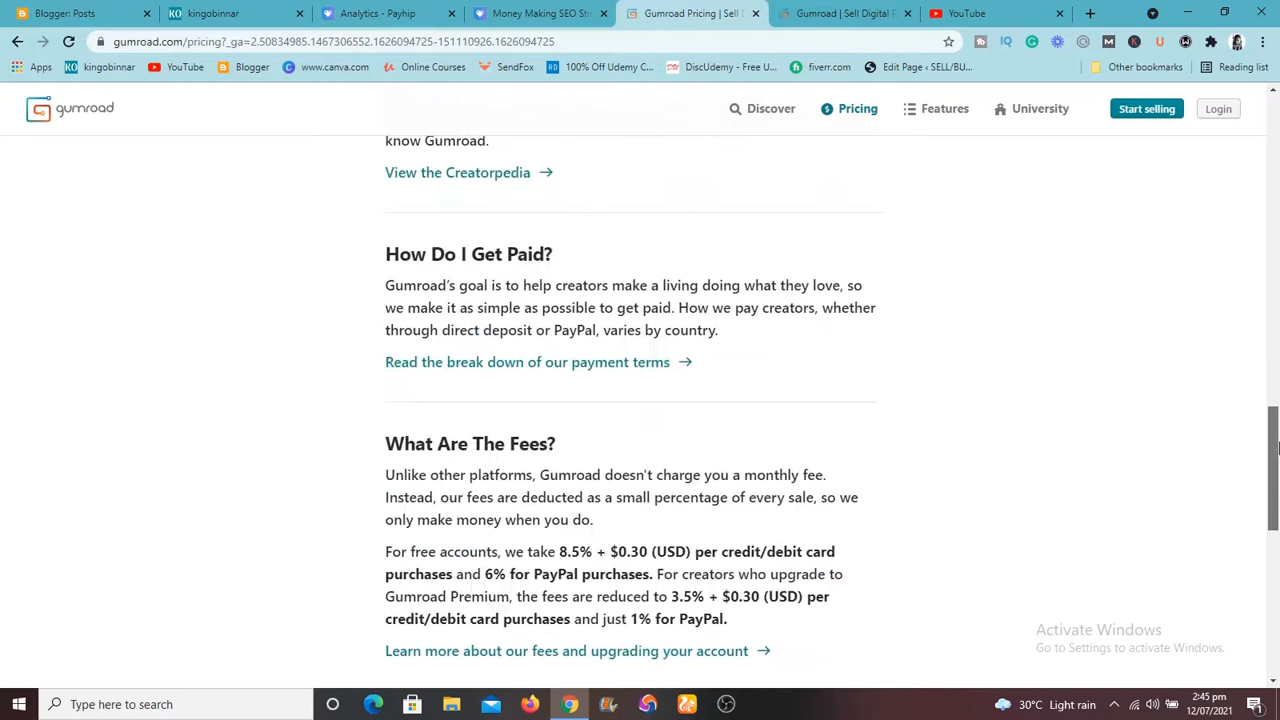 Blogger: Posts
kingobinnar
Analytics - Payhip
Money Making SEO Str
Gumroad Pricing | Sell D
Gumroad | Sell Digital P
YouTube
gumroad.com/pricing?_ga=2.50834985.1467306552.1626094725-151110926.1626094725
Apps
kingobinnar
YouTube
Blogger
www.canva.com
Online Courses
SendFox
100% Off Udemy C...
DiscUdemy - Free U...
fiverr.com
Edit Page ‹ SELL/BU...
Other bookmarks
Reading list
gumroad
Discover
Pricing
Features
University
Start selling
Login
know Gumroad.
View the Creatorpedia →
How Do I Get Paid?
Gumroad's goal is to help creators make a living doing what they love, so
we make it as simple as possible to get paid. How we pay creators, whether
through direct deposit or PayPal, varies by country.
Read the break down of our payment terms →
What Are The Fees?
Unlike other platforms, Gumroad doesn't charge you a monthly fee.
Instead, our fees are deducted as a small percentage of every sale, so we
only make money when you do.
For free accounts, we take 8.5% + $0.30 (USD) per credit/debit card
purchases and 6% for PayPal purchases. For creators who upgrade to
Gumroad Premium, the fees are reduced to 3.5% + $0.30 (USD) per
credit/debit card purchases and just 1% for PayPal.
Learn more about our fees and upgrading your account →
Activate Windows
Go to Settings to activate Windows.
Type here to search
30°C Light rain
2:45 pm
12/07/2021